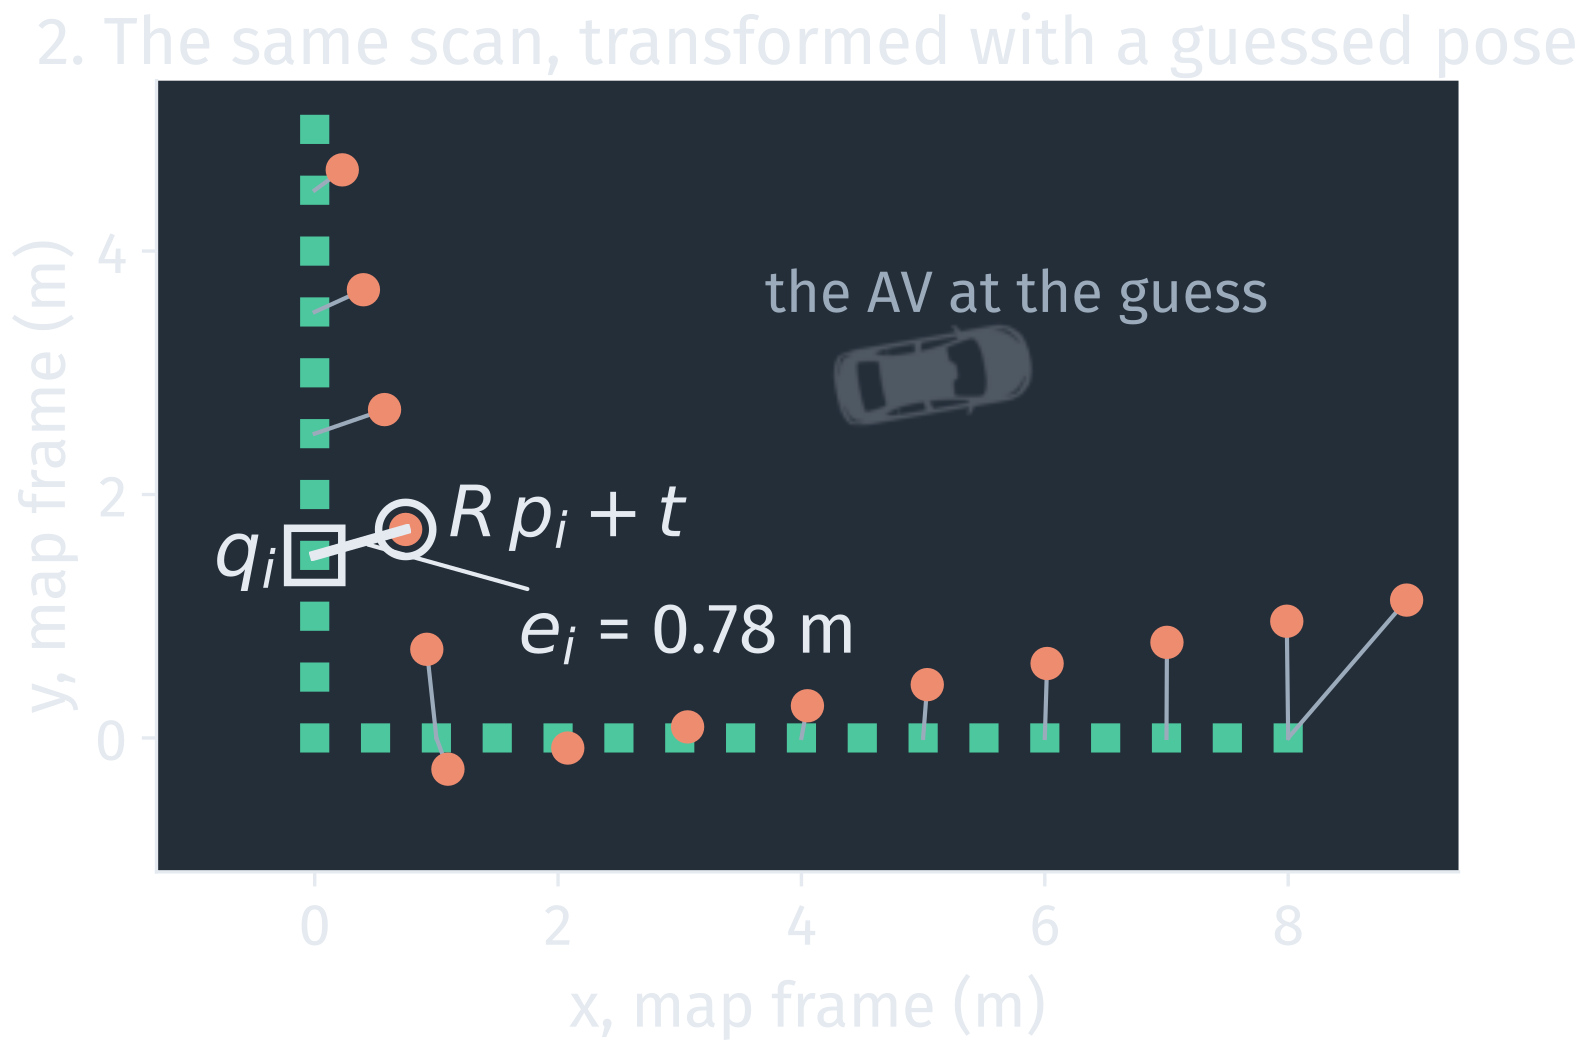 2. The same scan, transformed with a guessed pose
y, map frame (m)
4
2
0
the AV at the guess
R p_i + t
q_i
e_i = 0.78 m
0 2 4 6 8
x, map frame (m)